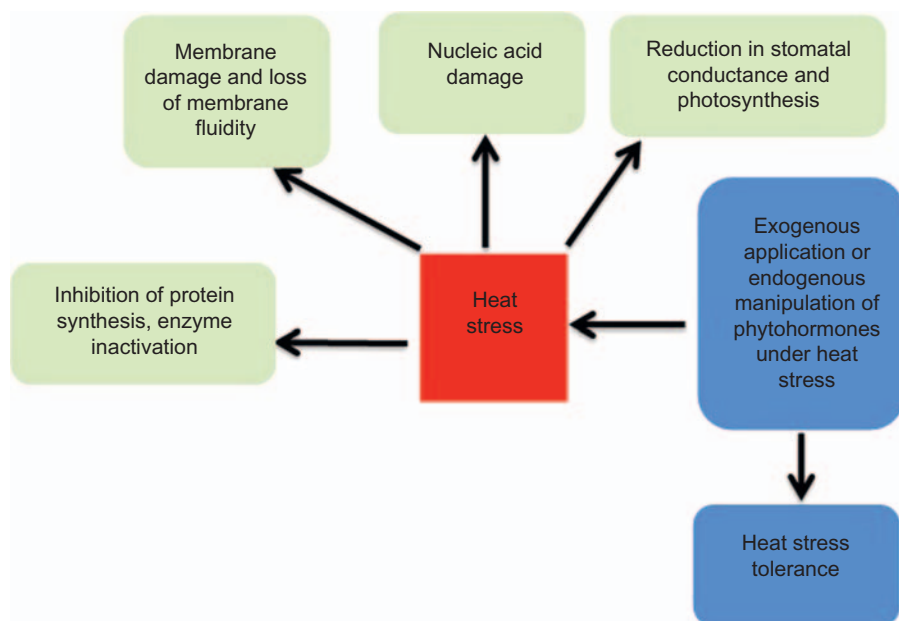 Membrane
damage and loss
of membrane
fluidity
Nucleic acid
damage
Reduction in stomatal
conductance and
photosynthesis
Inhibition of protein
synthesis, enzyme
inactivation
Heat
stress
Exogenous
application or
endogenous
manipulation of
phytohormones
under heat
stress
Heat stress
tolerance